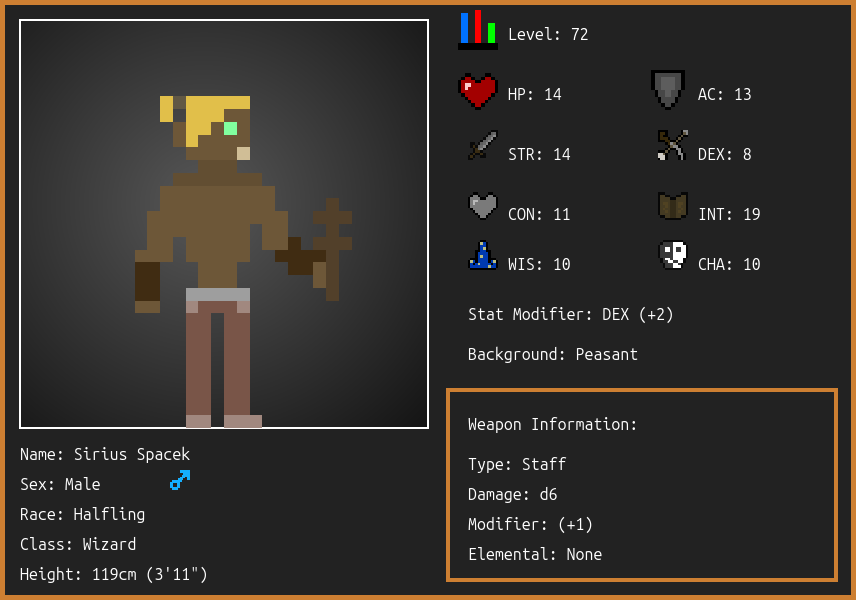 Level: 72
HP: 14
AC: 13
STR: 14
DEX: 8
CON: 11
INT: 19
WIS: 10
CHA: 10
Stat Modifier: DEX (+2)
Background: Peasant
Weapon Information:
Type: Staff
Damage: d6
Modifier: (+1)
Elemental: None
Name: Sirius Spacek
Sex: Male
Race: Halfling
Class: Wizard
Height: 119cm (3'11")